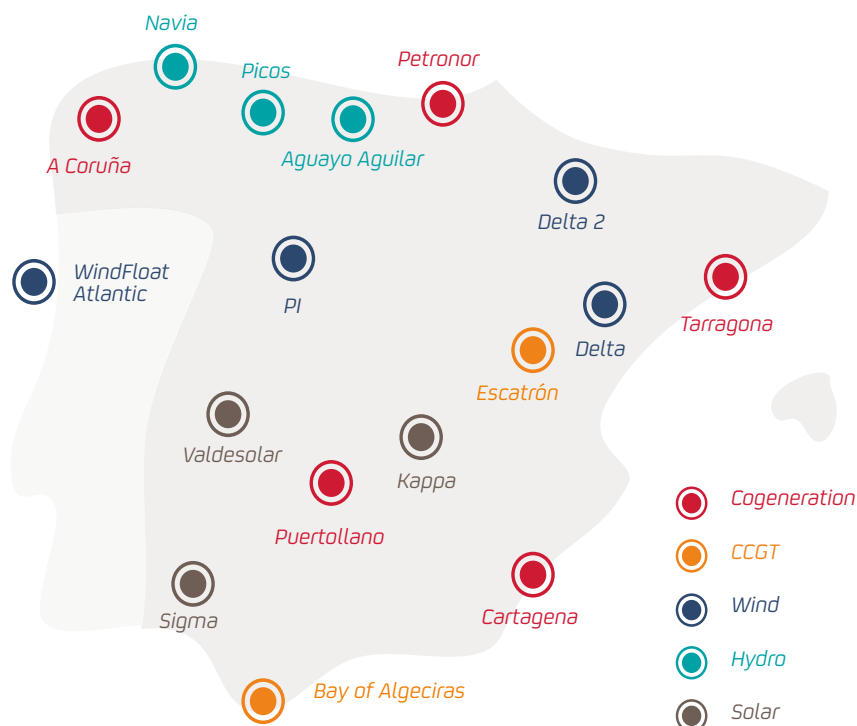 Navia
Picos
Petronor
A Coruña
Aguayo Aguilar
Delta 2
WindFloat
Atlantic
PI
Tarragona
Delta
Escatrón
Valdesolar
Kappa
Puertollano
Sigma
Cartagena
Bay of Algeciras
Cogeneration
CCGT
Wind
Hydro
Solar